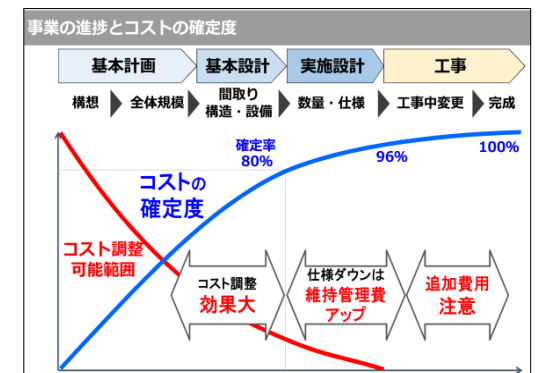 事業の進捗とコストの確定度
基本計画 基本設計 実施設計 工事
構想 全体規模 間取り 数量・仕様 工事中変更 完成
構造・設備
確定率
80%
96%
100%
コストの
確定度
コスト調整
可能範囲
コスト調整
効果大
仕様ダウンは
維持管理費
アップ
追加費用
注意